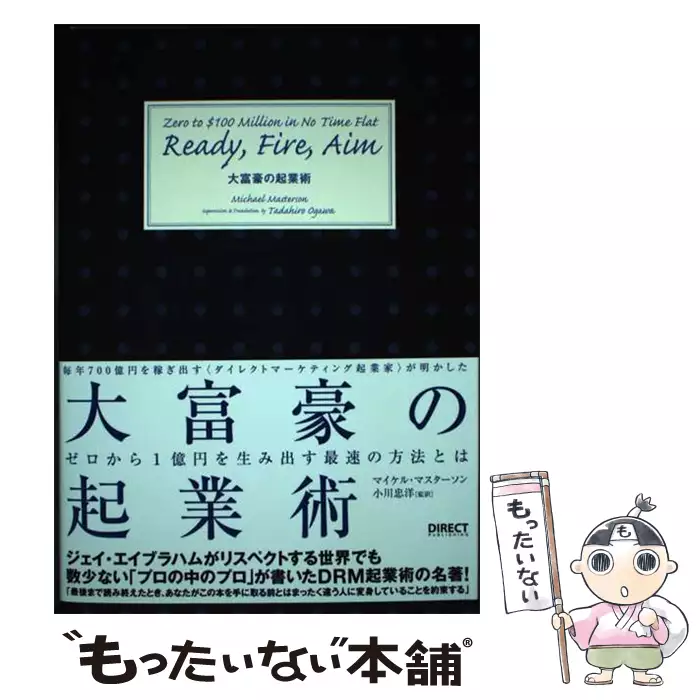 Zero to $100 Million in No Time Flat
Ready, Fire, Aim
大富豪の起業術
Michael Masterson
Supervision & Translation by Tadahiro Ogawa
毎年700億円を稼ぎ出す〈ダイレクトマーケティング起業家〉が明かした
大富豪の
ゼロから1億円を生み出す最速の方法とは
起業術
マイケル・マスターソン
小川忠洋[監訳]
DIRECT
PUBLISHING
ジェイ・エイブラハムがリスペクトする世界でも
数少ない「プロの中のプロ」が書いたDRM起業術の名著!
「最後まで読み終えたとき、あなたがこの本を手に取る前とはまったく違う人に変身していることを約束する」
もったいない
“もったいない本舗®